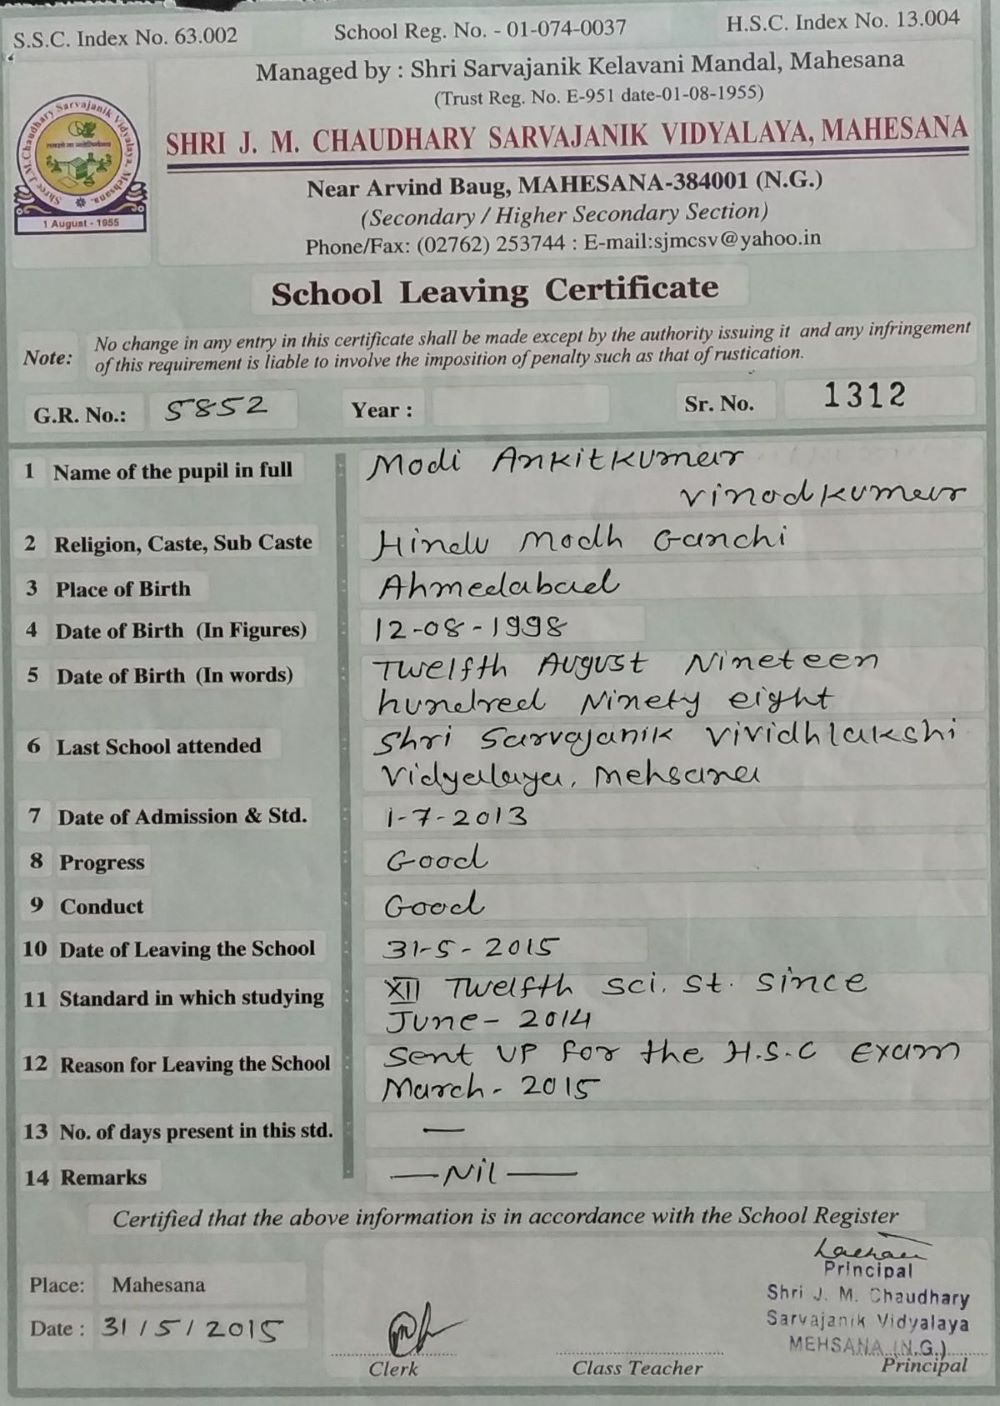 S.S.C. Index No. 63.002 School Reg. No. - 01-074-0037 H.S.C. Index No. 13.004
Managed by : Shri Sarvajanik Kelavani Mandal, Mahesana
(Trust Reg. No. E-951 date-01-08-1955)
Shree J.M.Chaudhary Sarvajanik Vidyalaya, Mehsana.
1 August - 1955
SHRI J. M. CHAUDHARY SARVAJANIK VIDYALAYA, MAHESANA
Near Arvind Baug, MAHESANA-384001 (N.G.)
(Secondary / Higher Secondary Section)
Phone/Fax: (02762) 253744 : E-mail:sjmcsv@yahoo.in
School Leaving Certificate
Note: No change in any entry in this certificate shall be made except by the authority issuing it and any infringement
of this requirement is liable to involve the imposition of penalty such as that of rustication.
G.R. No.: 5852 Year : Sr. No. 1312
1 Name of the pupil in full Modi Ankitkumar
vinodkumar
2 Religion, Caste, Sub Caste Hindu Modh Ganchi
3 Place of Birth Ahmedabad
4 Date of Birth (In Figures) 12-08-1998
5 Date of Birth (In words) Twelfth August Nineteen
hundred Ninety eight
6 Last School attended Shri Sarvajanik Vividhlakshi
Vidyalaya, Mehsana
7 Date of Admission & Std. 1-7-2013
8 Progress Good
9 Conduct Good
10 Date of Leaving the School 31-5-2015
11 Standard in which studying XII Twelfth Sci. St. Since
June-2014
12 Reason for Leaving the School Sent UP for the H.S.C Exam
March-2015
13 No. of days present in this std. —
14 Remarks — Nil —
Certified that the above information is in accordance with the School Register
Place: Mahesana
Date : 31/5/2015
Principal
Shri J. M. Chaudhary
Sarvajanik Vidyalaya
MEHSANA (N.G.)
Clerk Class Teacher Principal